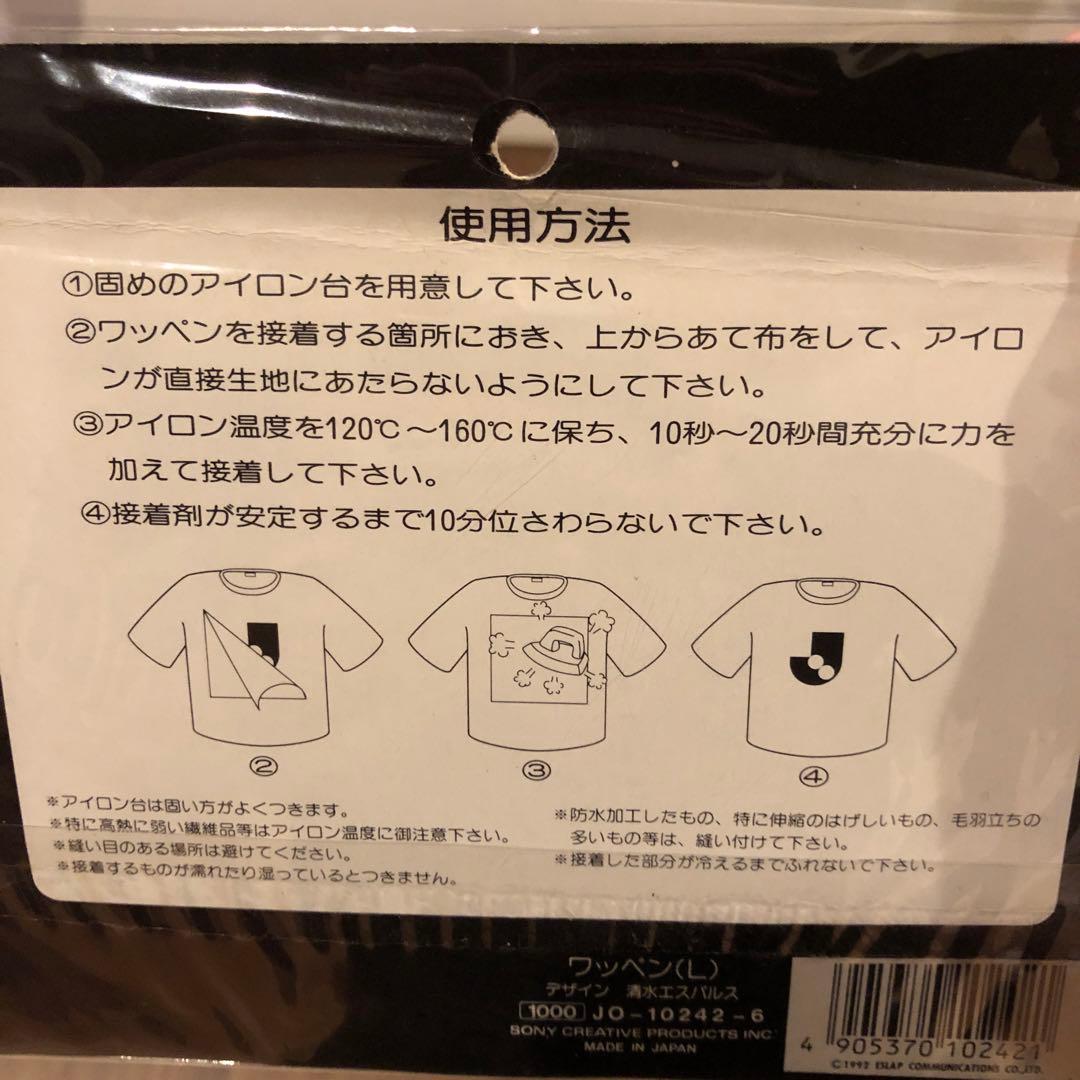 使用方法
①固めのアイロン台を用意して下さい。
②ワッペンを接着する箇所におき、上からあて布をして、アイロ
ンが直接生地にあたらないようにして下さい。
③アイロン温度を120℃〜160℃に保ち、10秒〜20秒間充分に力を
加えて接着して下さい。
④接着剤が安定するまで10分位さわらないで下さい。
② ③ ④
※アイロン台は固い方がよくつきます。
※特に高熱に弱い繊維品等はアイロン温度に御注意下さい。
※縫い目のある場所は避けてください。
※接着するものが濡れたり湿っているとつきません。
※防水加工したもの、特に伸縮のはげしいもの、毛羽立ちの
多いもの等は、縫い付けて下さい。
※接着した部分が冷えるまでふれないで下さい。
ワッペン(L)
デザイン 清水エスパルス
1000 JO-10242-6
SONY CREATIVE PRODUCTS INC
MADE IN JAPAN
4 905370 102421
©1992 ESLAP COMMUNICATIONS CO.,LTD.